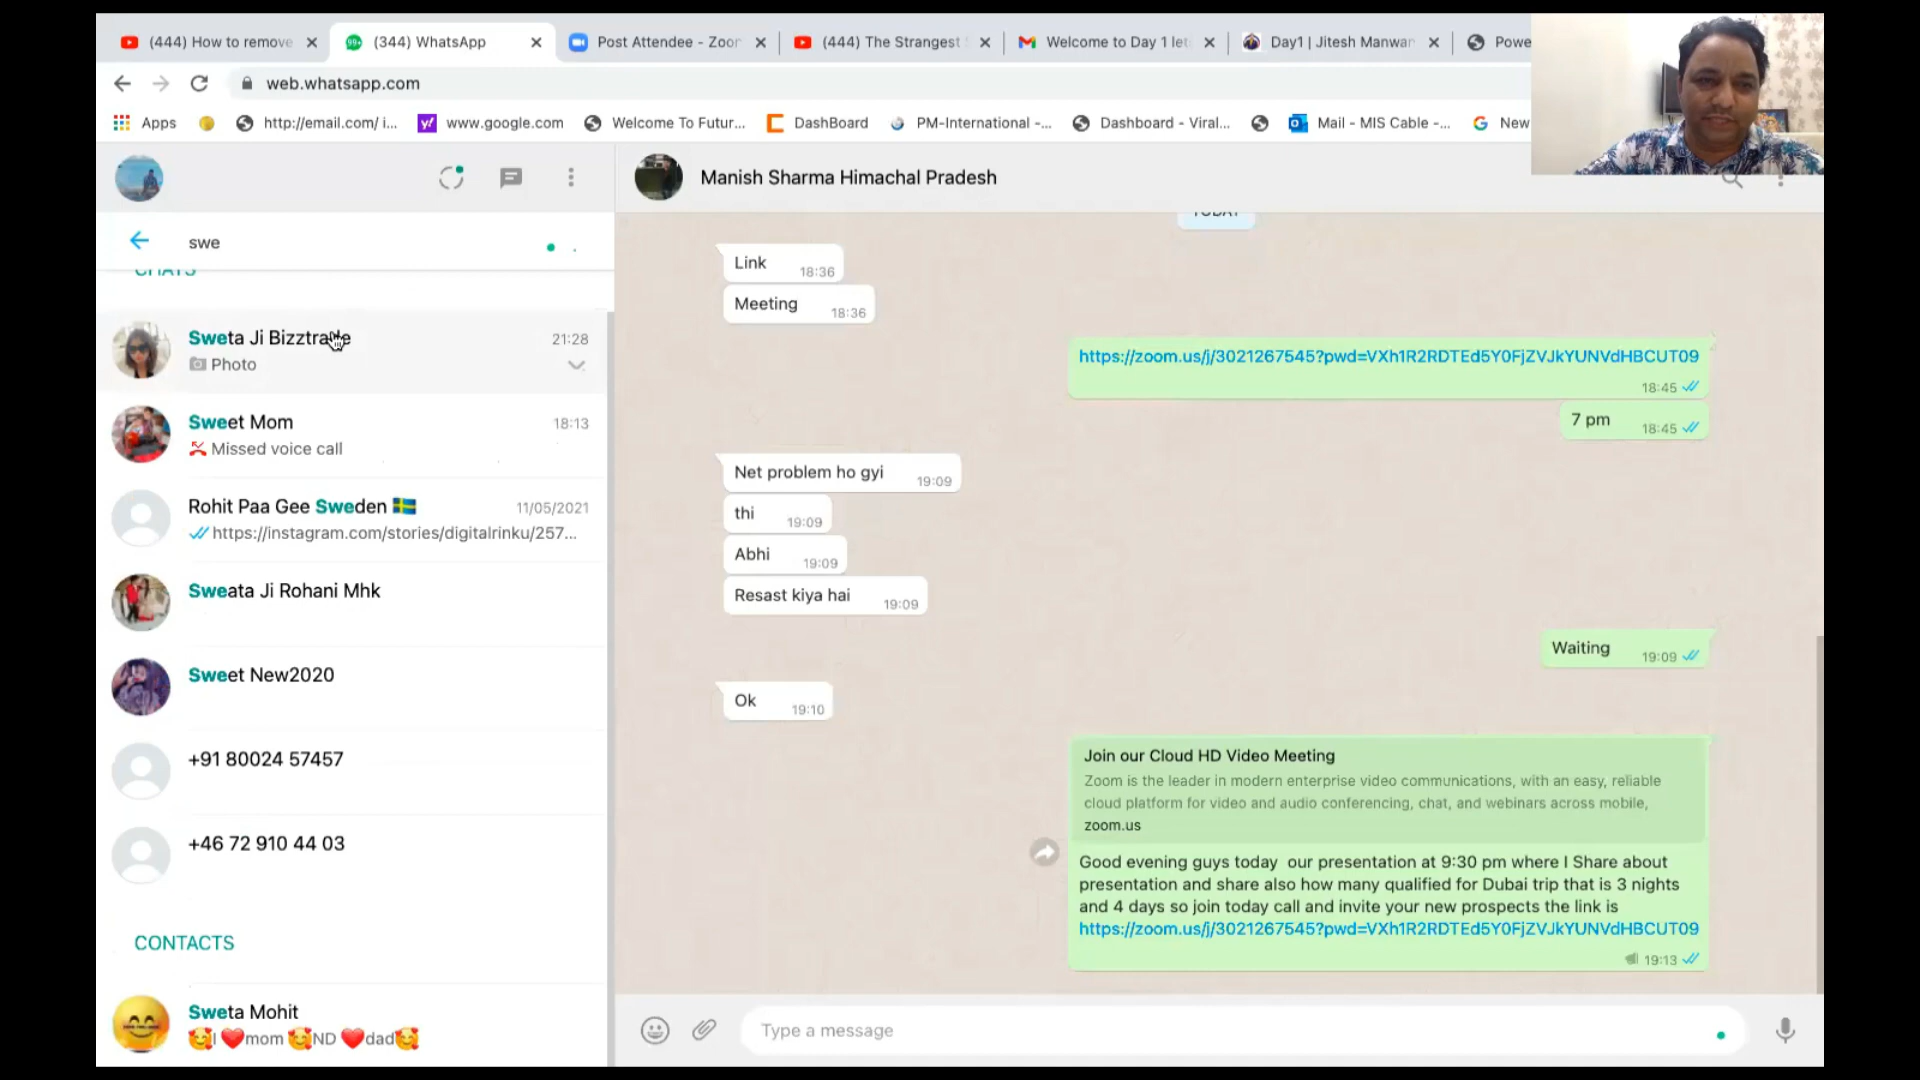 (444) How to remove
(344) WhatsApp
Post Attendee - Zoom
(444) The Strangest
Welcome to Day 1 let
Day1 | Jitesh Manwar
Powe
web.whatsapp.com
Apps
http://email.com/ i...
www.google.com
Welcome To Futur...
DashBoard
PM-International -...
Dashboard - Viral...
Mail - MIS Cable -...
New
Manish Sharma Himachal Pradesh
swe
CHATS
Sweta Ji Bizztrade
21:28
Photo
Sweet Mom
18:13
Missed voice call
Rohit Paa Gee Sweden 🇸🇪
11/05/2021
https://instagram.com/stories/digitalrinku/257...
Sweata Ji Rohani Mhk
Sweet New2020
+91 80024 57457
+46 72 910 44 03
CONTACTS
Sweta Mohit
🥰I ❤️mom 🥰ND ❤️dad🥰
TODAY
Link 18:36
Meeting 18:36
https://zoom.us/j/3021267545?pwd=VXh1R2RDTEd5Y0FjZVJkYUNVdHBCUT09
18:45
7 pm 18:45
Net problem ho gyi 19:09
thi 19:09
Abhi 19:09
Resast kiya hai 19:09
Waiting 19:09
Ok 19:10
Join our Cloud HD Video Meeting
Zoom is the leader in modern enterprise video communications, with an easy, reliable
cloud platform for video and audio conferencing, chat, and webinars across mobile,
zoom.us
Good evening guys today our presentation at 9:30 pm where I Share about
presentation and share also how many qualified for Dubai trip that is 3 nights
and 4 days so join today call and invite your new prospects the link is
https://zoom.us/j/3021267545?pwd=VXh1R2RDTEd5Y0FjZVJkYUNVdHBCUT09
19:13
Type a message